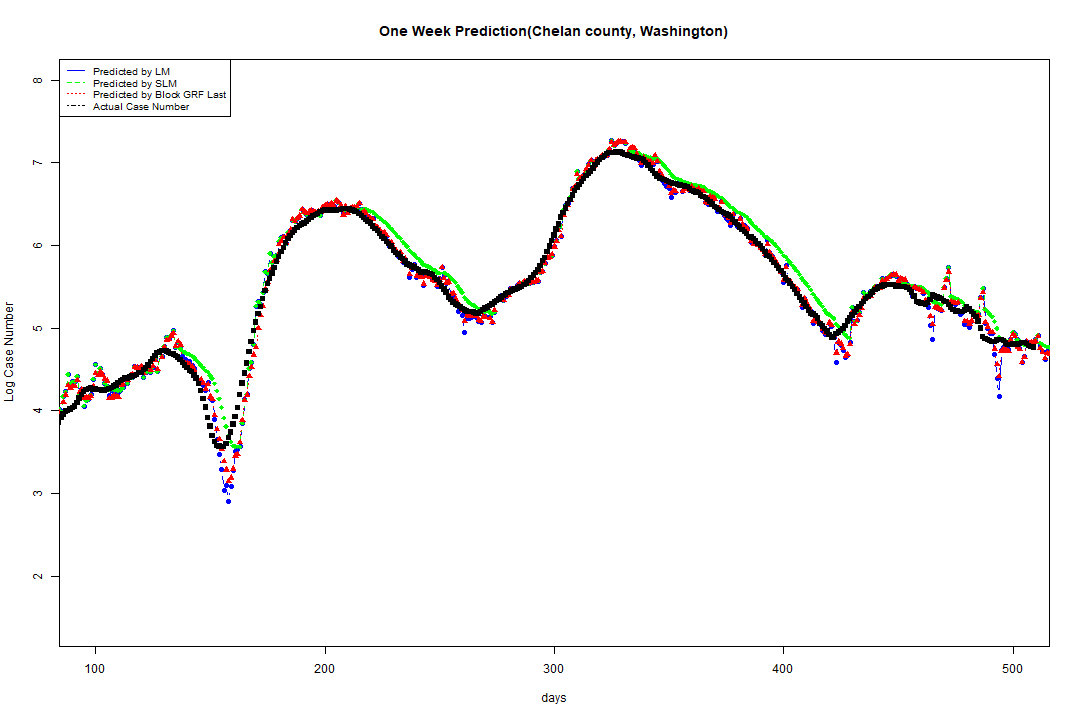 One Week Prediction(Chelan county, Washington)
Predicted by LM
Predicted by SLM
Predicted by Block GRF Last
Actual Case Number
8
7
6
5
4
3
2
Log Case Number
100 200 300 400 500
days